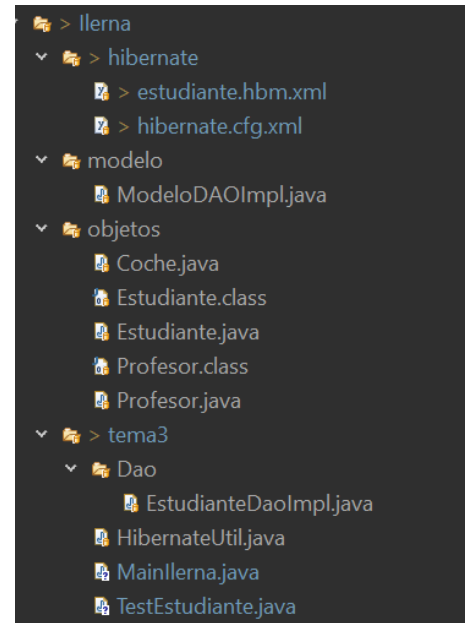 > Ilerna
> hibernate
> estudiante.hbm.xml
> hibernate.cfg.xml
modelo
ModeloDAOImpl.java
objetos
Coche.java
Estudiante.class
Estudiante.java
Profesor.class
Profesor.java
> tema3
Dao
EstudianteDaoImpl.java
HibernateUtil.java
MainIlerna.java
TestEstudiante.java